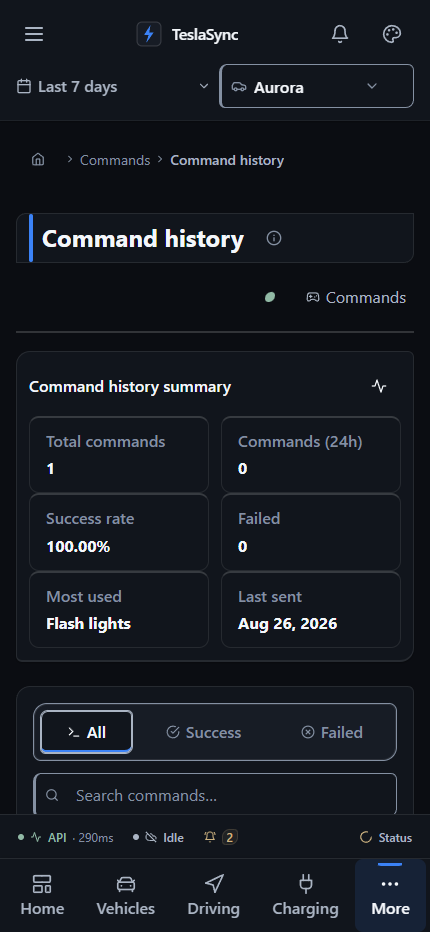 TeslaSync
Last 7 days
Aurora
Commands
Command history
Command history
Commands
Command history summary
Total commands
1
Commands (24h)
0
Success rate
100.00%
Failed
0
Most used
Flash lights
Last sent
Aug 26, 2026
All
Success
Failed
Search commands...
API · 290ms
Idle
2
Status
Home
Vehicles
Driving
Charging
More